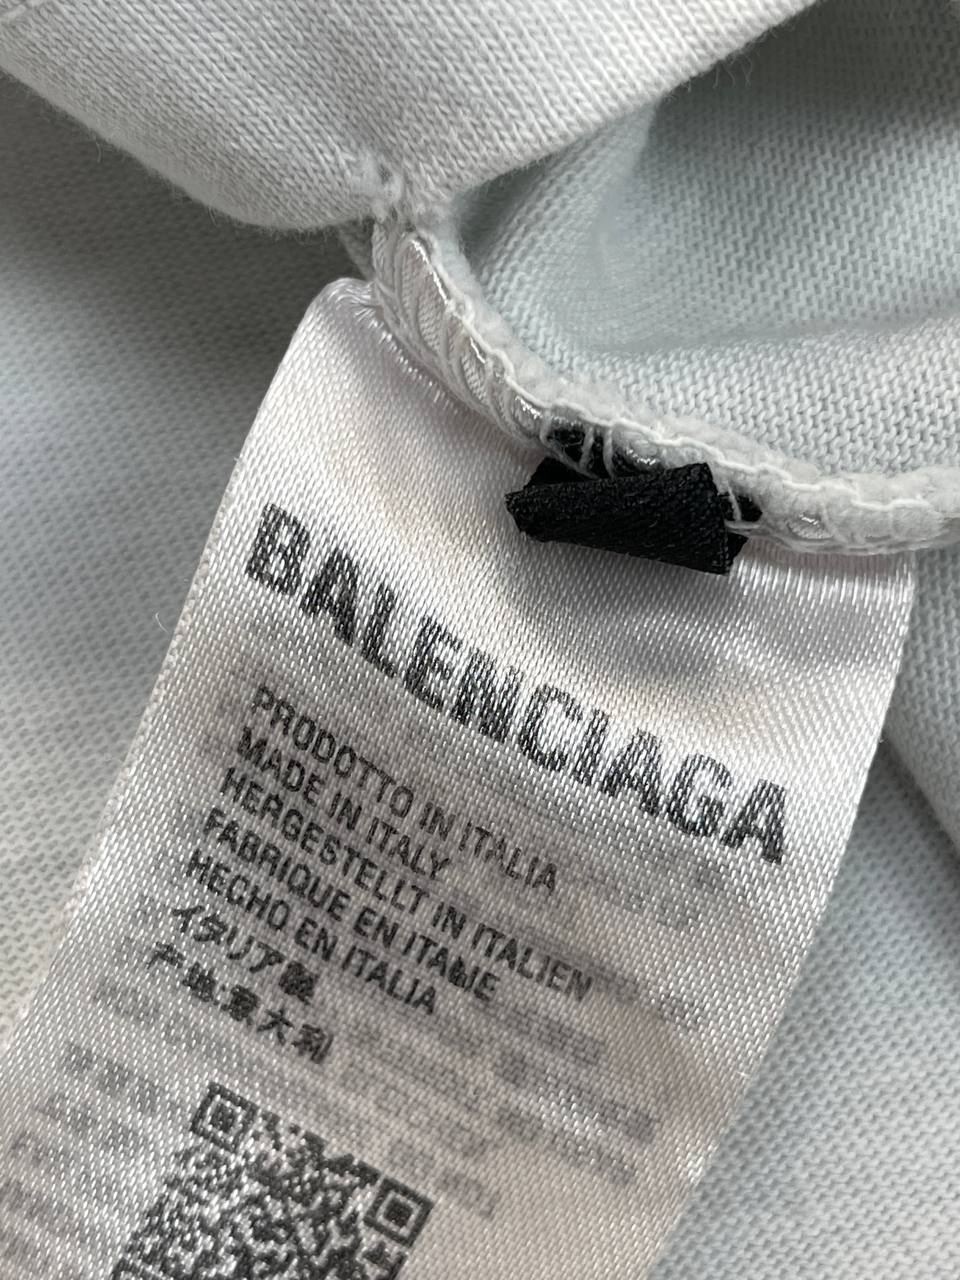 BALENCIAGA
PRODOTTO IN ITALIA
MADE IN ITALY
HERGESTELLT IN ITALIEN
FABRIQUE EN ITALIE
HECHO EN ITALIA
イタリア製
产地:意大利